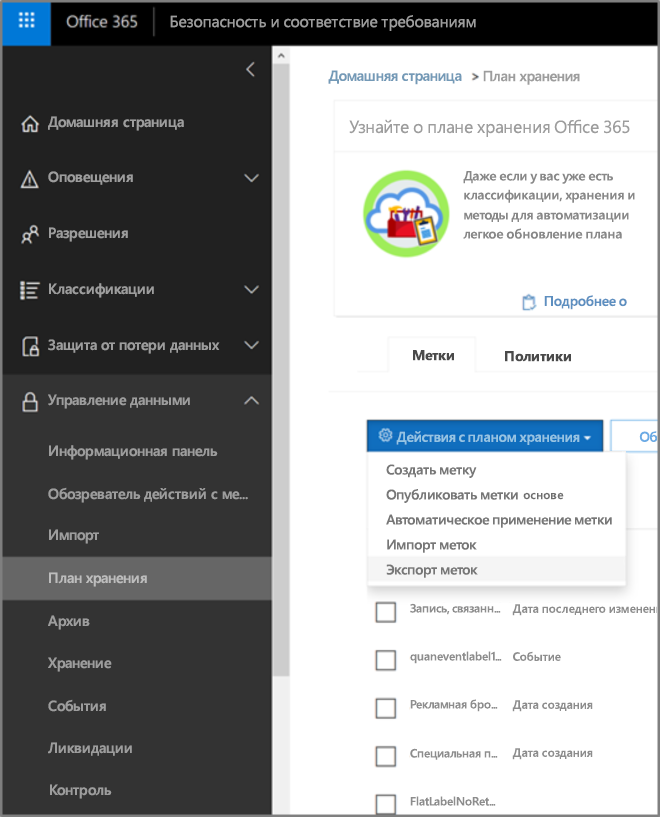 Office 365
Безопасность и соответствие требованиям
Домашняя страница
Оповещения
Разрешения
Классификации
Защита от потери данных
Управление данными
Информационная панель
Обозреватель действий с ме...
Импорт
План хранения
Архив
Хранение
События
Ликвидации
Контроль
Домашняя страница > План хранения
Узнайте о плане хранения Office 365
Даже если у вас уже есть
классификации, хранения и
методы для автоматизации
легкое обновление плана
Подробнее о
Метки
Политики
Действия с планом хранения
Об
Создать метку
Опубликовать метки основе
Автоматическое применение метки
Импорт меток
Экспорт меток
Запись, связанн... Дата последнего изменен
quaneventlabel1... Событие
Рекламная бро... Дата создания
Специальная п... Дата создания
FlatLabelNoRet...